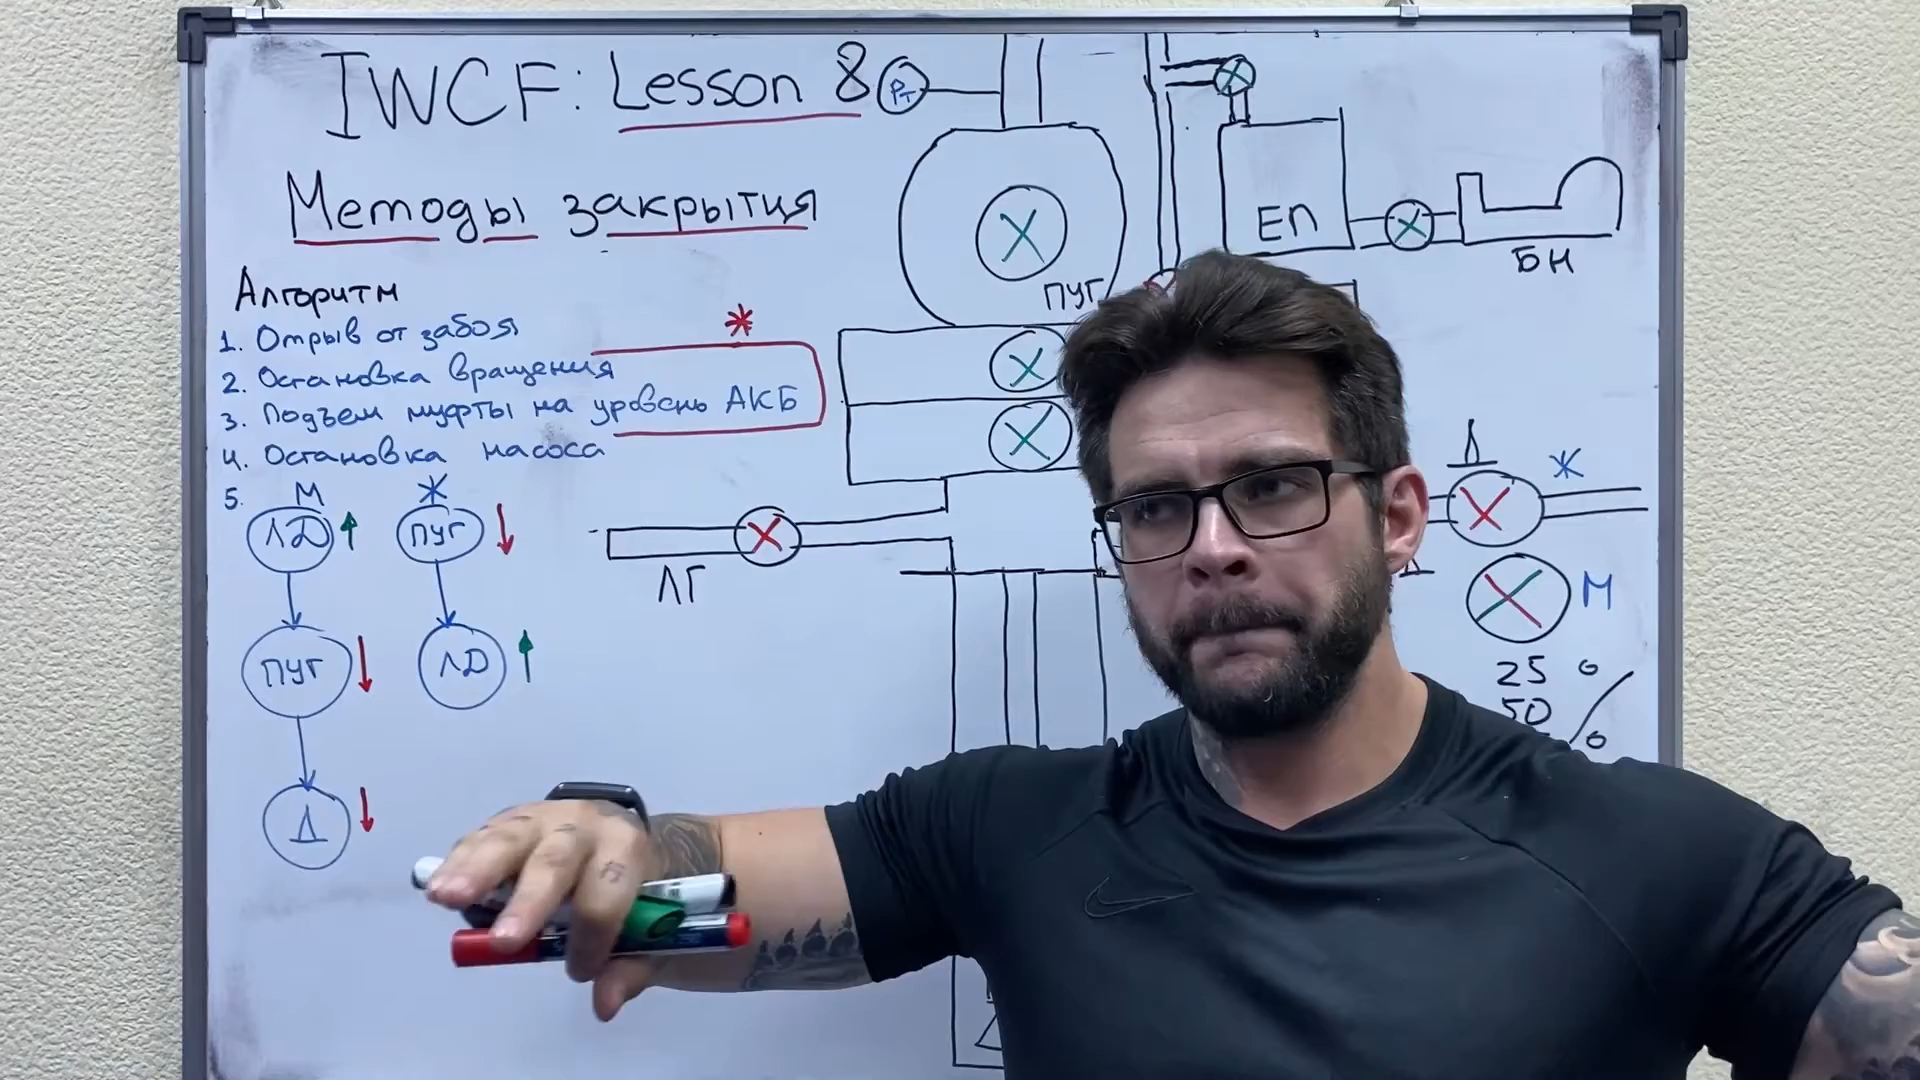 IWCF: Lesson 8
Рт
Методы закрытия
Алгоритм
1. Отрыв от забоя
2. Остановка вращения
3. Подъем муфты на уровень АКБ
*
4. Остановка насоса
5. М Ж
ЛД ПУГ
ПУГ ЛД
Д
ПУГ
ЕП
БН
ЛГ
Д
Ж
М
25 %
50